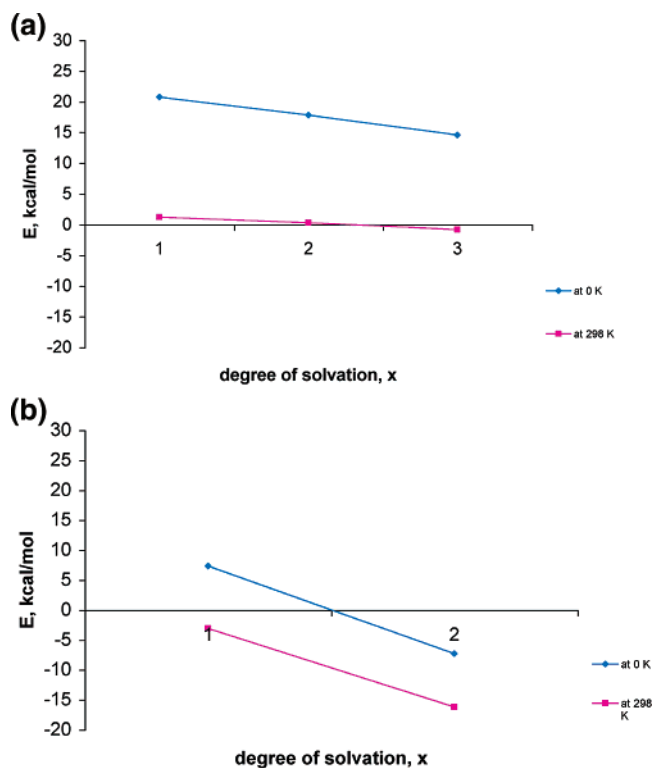 (a)
30
25
20
15
10
5
0
-5
-10
-15
-20
E, kcal/mol
1 2 3
at 0 K
at 298 K
degree of solvation, x
(b)
30
25
20
15
10
5
0
-5
-10
-15
-20
E, kcal/mol
1 2
at 0 K
at 298
K
degree of solvation, x